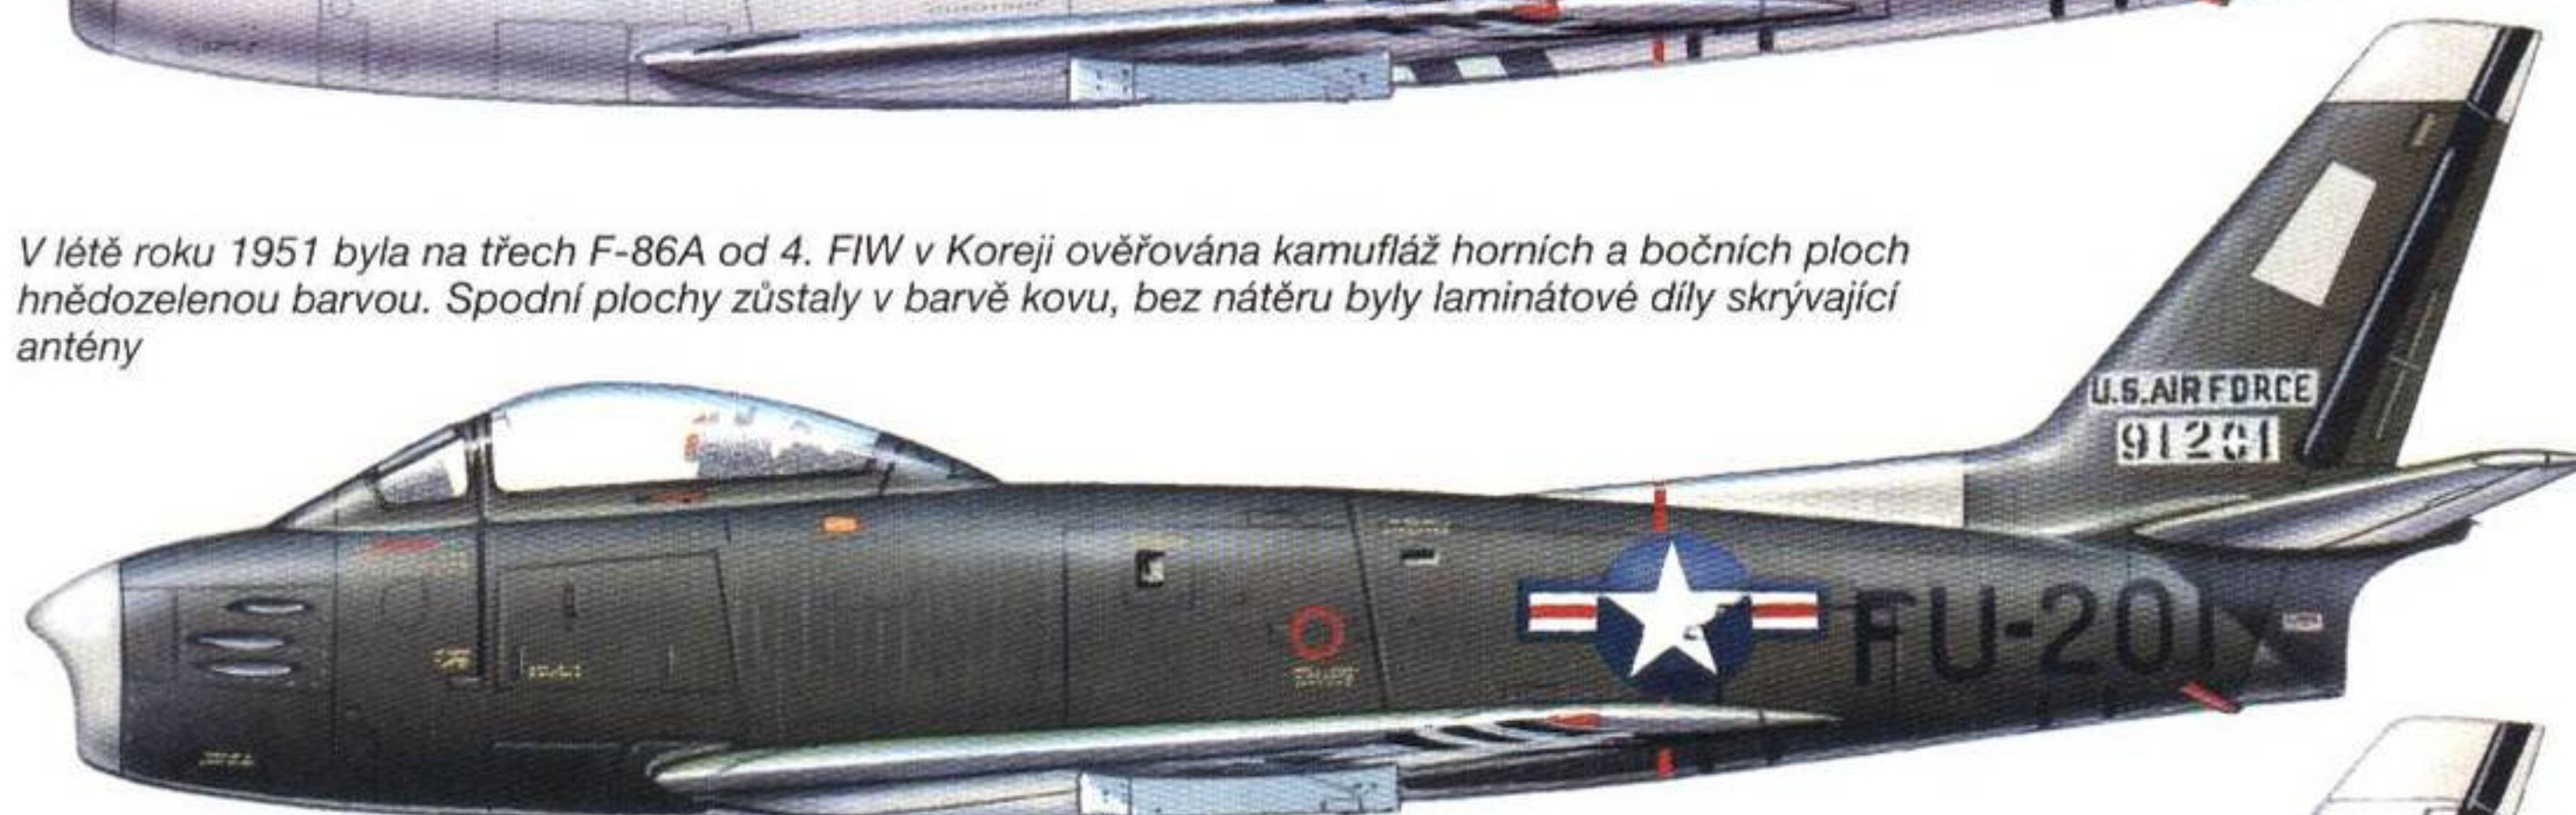 V létě roku 1951 byla na třech F-86A od 4. FIW v Koreji ověřována kamufláž horních a bočních ploch
hnědozelenou barvou. Spodní plochy zůstaly v barvě kovu, bez nátěru byly laminátové díly skrývající
antény
U.S.AIR FORCE
91201
FU-201